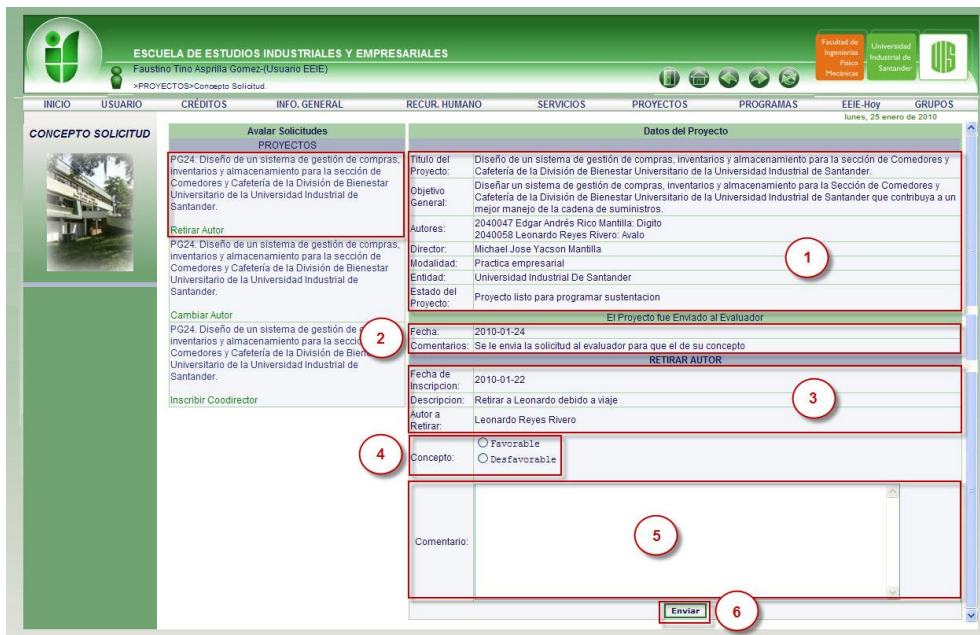 ESCUELA DE ESTUDIOS INDUSTRIALES Y EMPRESARIALES
Faustino Tino Asprilla Gomez-(Usuario EEIE)
>PROYECTOS>Concepto Solicitud.
Facultad de
Ingenierías
Físico
Mecánicas
Universidad
Industrial de
Santander
UIS
INICIO USUARIO CRÉDITOS INFO. GENERAL RECUR. HUMANO SERVICIOS PROYECTOS PROGRAMAS EEIE-Hoy GRUPOS
lunes, 25 enero de 2010
CONCEPTO SOLICITUD
Avalar Solicitudes
PROYECTOS
PG24. Diseño de un sistema de gestión de compras,
inventarios y almacenamiento para la sección de
Comedores y Cafetería de la División de Bienestar
Universitario de la Universidad Industrial de
Santander.
Retirar Autor
PG24. Diseño de un sistema de gestión de compras,
inventarios y almacenamiento para la sección de
Comedores y Cafetería de la División de Bienestar
Universitario de la Universidad Industrial de
Santander.
Cambiar Autor
PG24. Diseño de un sistema de gestión de
inventarios y almacenamiento para la
Comedores y Cafetería de la División de
Universitario de la Universidad Industrial de
Santander.
Inscribir Coodirector
Datos del Proyecto
Titulo del Proyecto: Diseño de un sistema de gestión de compras, inventarios y almacenamiento para la sección de Comedores y
Cafetería de la División de Bienestar Universitario de la Universidad Industrial de Santander.
Objetivo General: Diseñar un sistema de gestión de compras, inventarios y almacenamiento para la Sección de Comedores y
Cafetería de la División de Bienestar Universitario de la Universidad Industrial de Santander que contribuya a un
mejor manejo de la cadena de suministros.
Autores: 2040047 Edgar Andrés Rico Mantilla: Digito
2040058 Leonardo Reyes Rivero: Avalo
Director: Michael Jose Yacson Mantilla
Modalidad: Practica empresarial
Entidad: Universidad Industrial De Santander
Estado del Proyecto: Proyecto listo para programar sustentacion
1
El Proyecto fue Enviado al Evaluador
2
Fecha: 2010-01-24
Comentarios: Se le envia la solicitud al evaluador para que el de su concepto
RETIRAR AUTOR
Fecha de Inscripcion: 2010-01-22
Descripcion: Retirar a Leonardo debido a viaje
Autor a Retirar: Leonardo Reyes Rivero
3
4
Concepto: Favorable
Desfavorable
Comentario:
5
Enviar
6